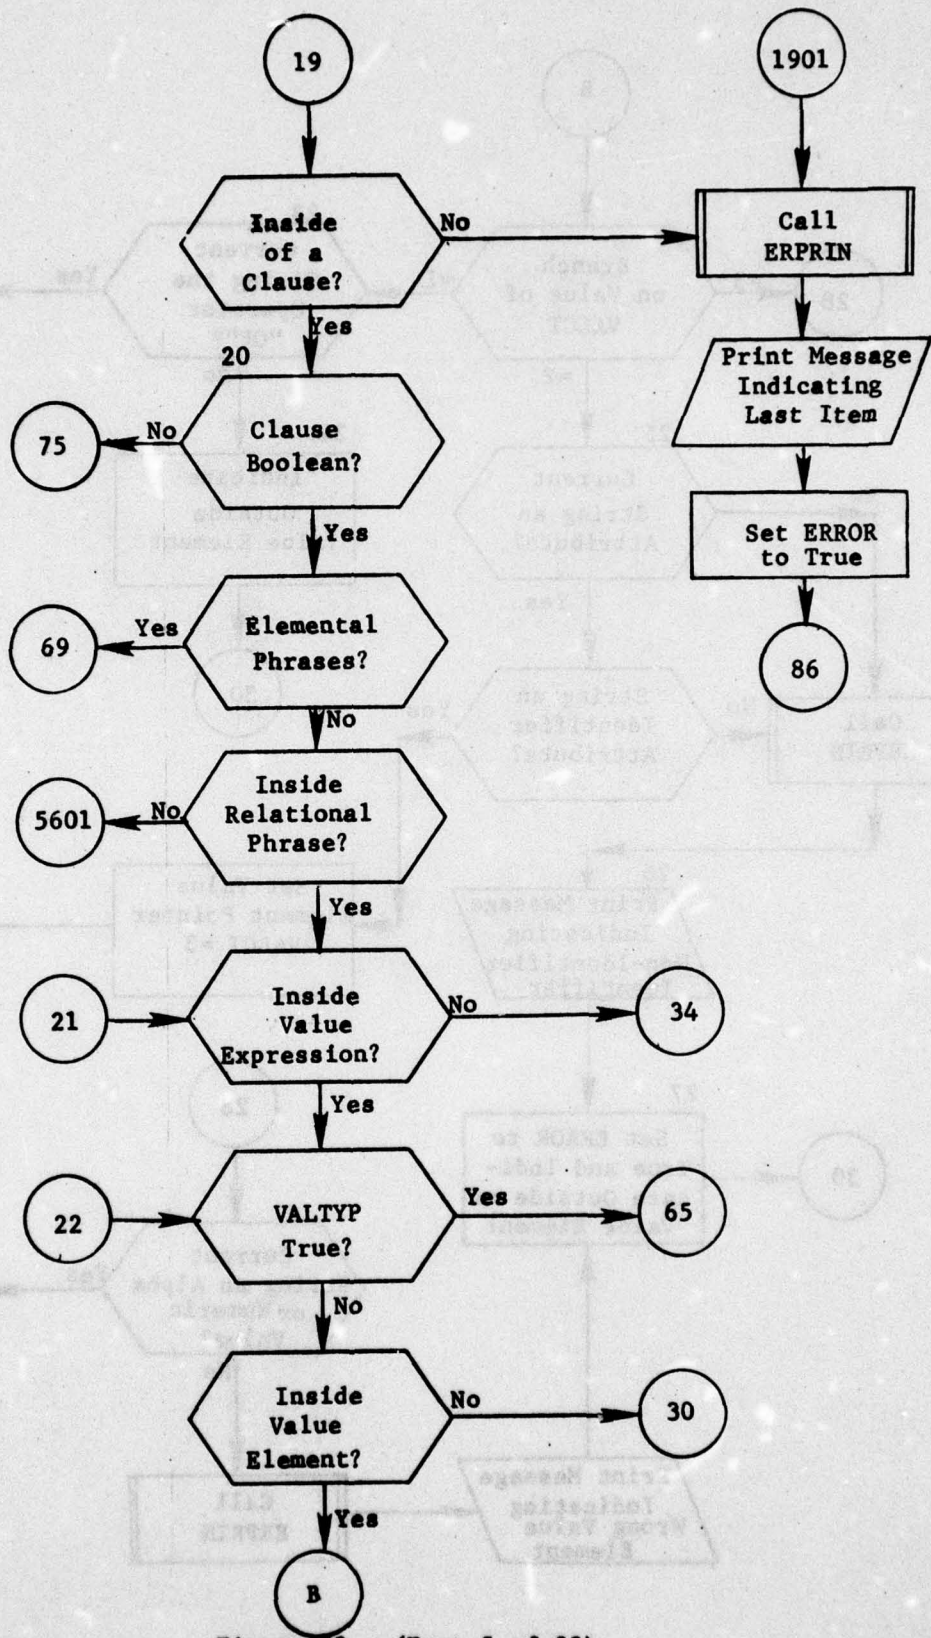 19
1901
Inside
of a
Clause?
No
Call
ERPRIN
Yes
20
Print Message
Indicating
Last Item
75
No
Clause
Boolean?
Set ERROR
to True
Yes
69
Yes
Elemental
Phrases?
86
No
5601
No
Inside
Relational
Phrase?
Yes
21
Inside
Value
Expression?
No
34
Yes
22
VALTYP
True?
Yes
65
No
Inside
Value
Element?
No
30
Yes
B